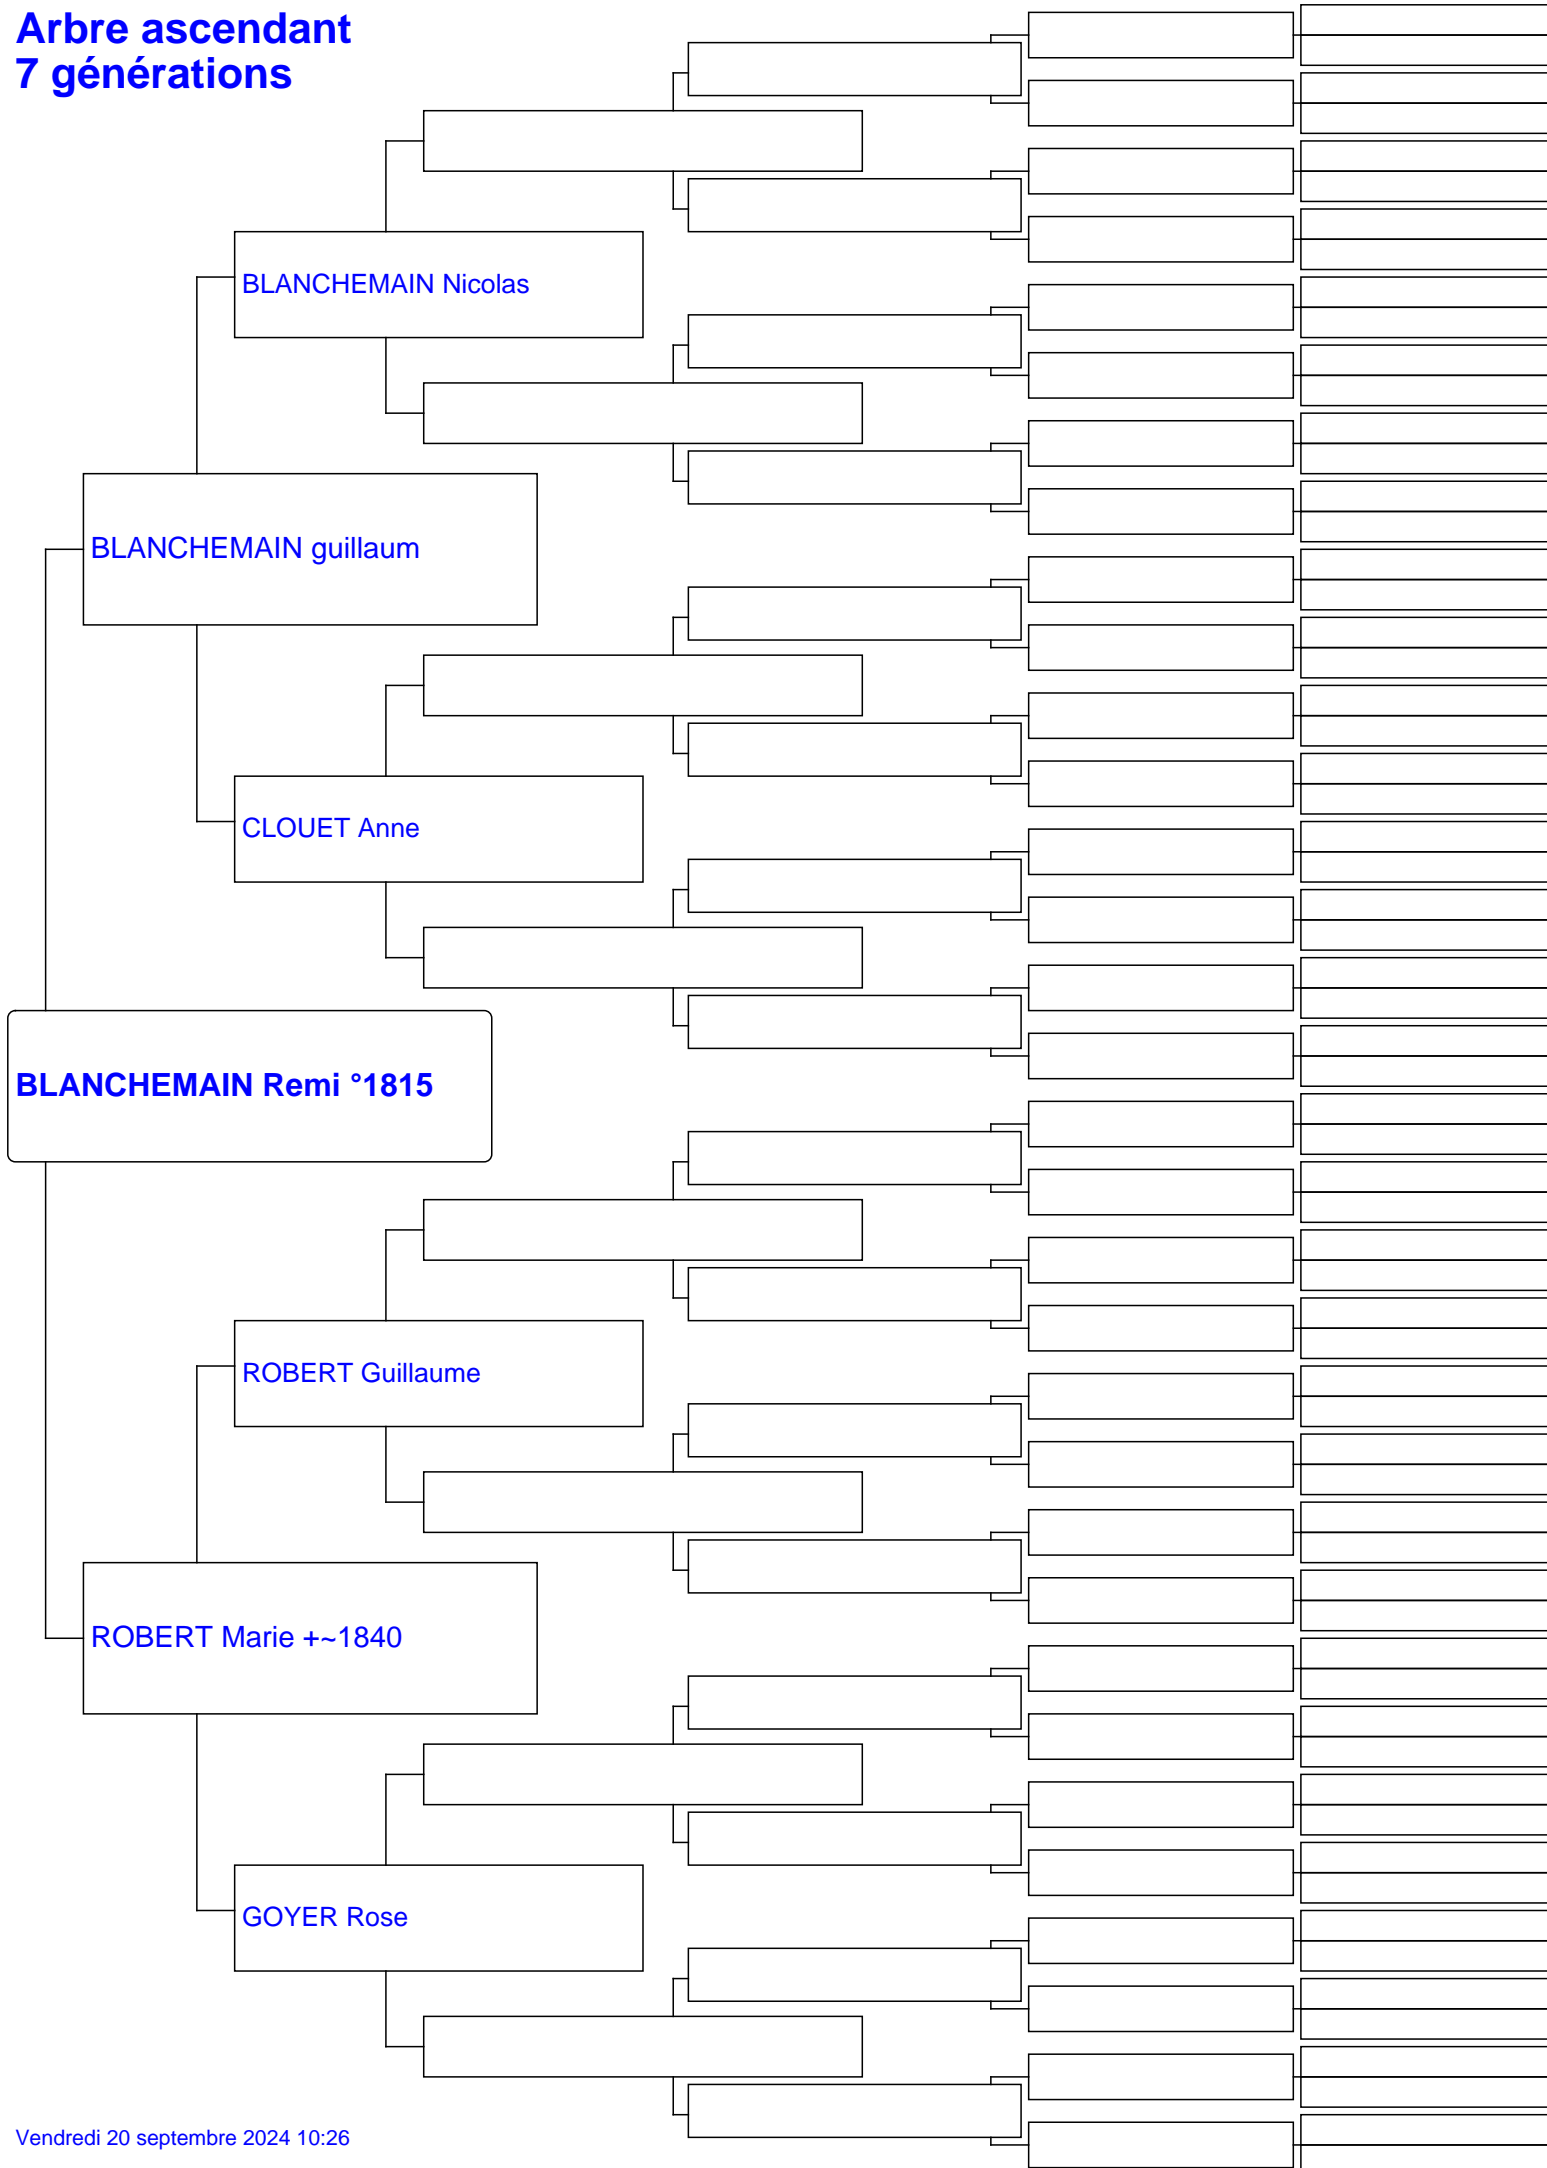 Arbre ascendant
7 générations
BLANCHEMAIN Nicolas
BLANCHEMAIN guillaum
CLOUET Anne
BLANCHEMAIN Remi °1815
ROBERT Guillaume
ROBERT Marie +~1840
GOYER Rose
Vendredi 20 septembre 2024 10:26